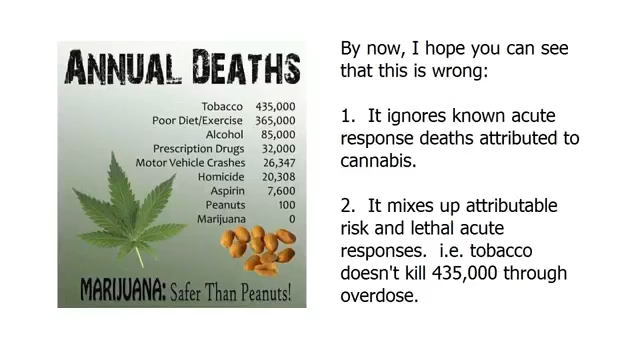 ANNUAL DEATHS
Tobacco 435,000
Poor Diet/Exercise 365,000
Alcohol 85,000
Prescription Drugs 32,000
Motor Vehicle Crashes 26,347
Homicide 20,308
Aspirin 7,600
Peanuts 100
Marijuana 0
MARIJUANA: Safer Than Peanuts!
By now, I hope you can see
that this is wrong:
1. It ignores known acute
response deaths attributed to
cannabis.
2. It mixes up attributable
risk and lethal acute
responses. i.e. tobacco
doesn't kill 435,000 through
overdose.